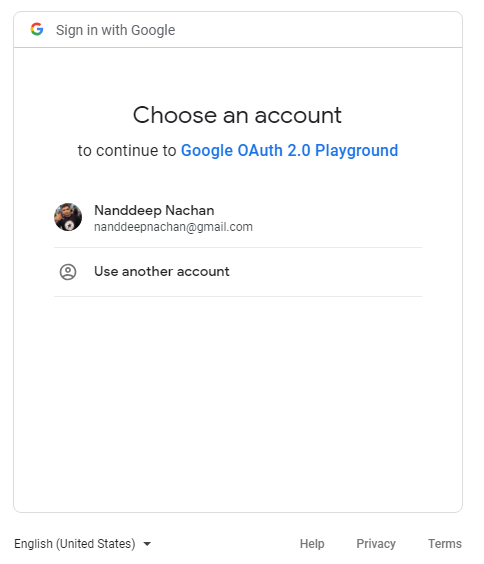 Sign in with Google
Choose an account
to continue to Google OAuth 2.0 Playground
Nanddeep Nachan
nanddeepnachan@gmail.com
Use another account
English (United States)
Help Privacy Terms